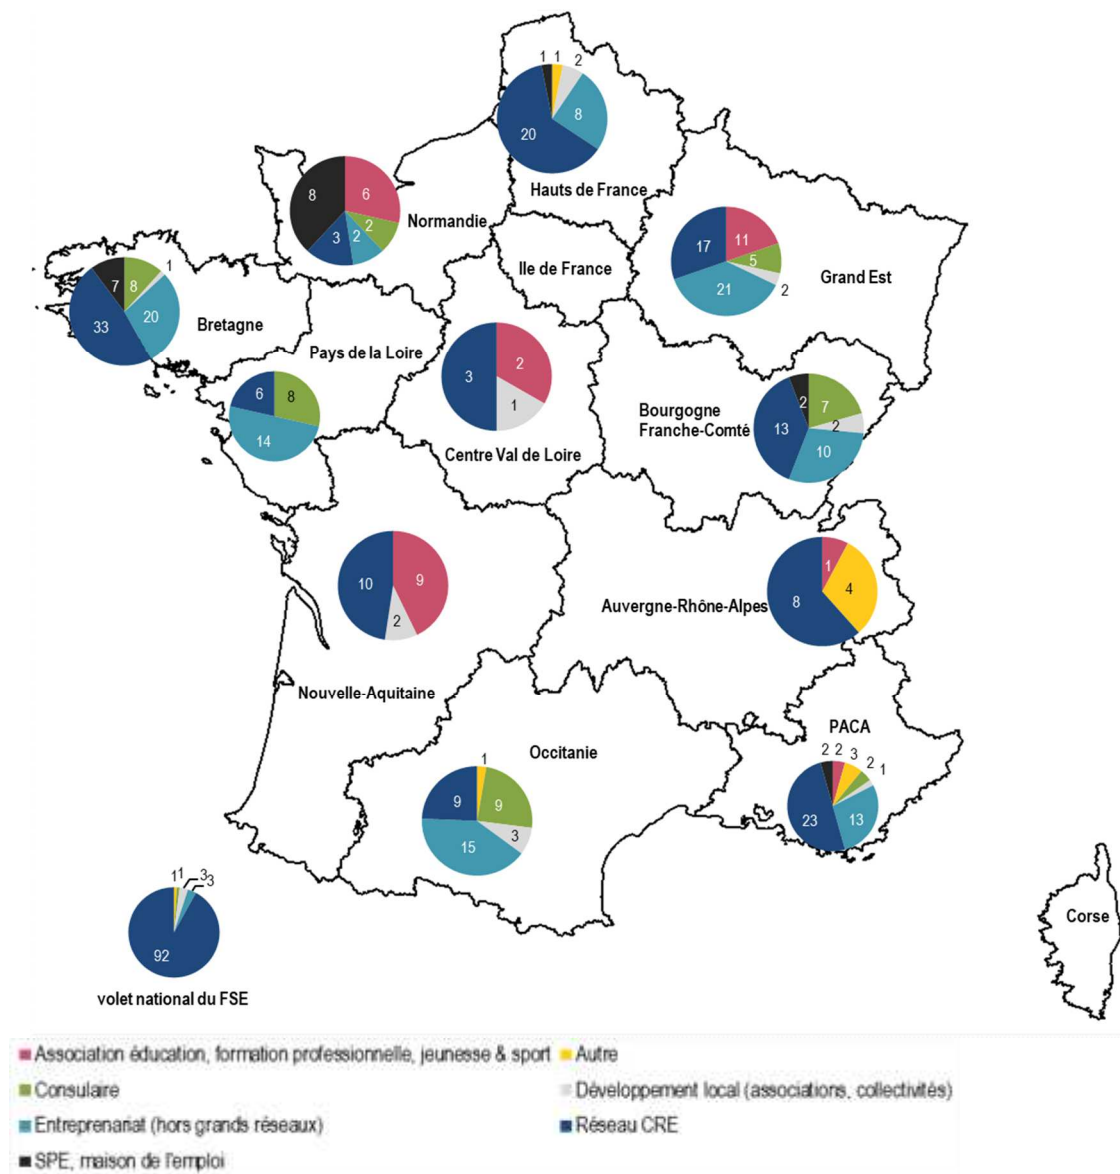 1 1 2
8
20
Hauts de France
8 6
2
3 2
Normandie
Ile de France
17 11
5
21 2
Grand Est
1
7 8
33 20
Bretagne
Pays de la Loire
6 8
14
3 2
1
Centre Val de Loire
Bourgogne
Franche-Comté
2 7
2
13
10
10 9
2
Nouvelle-Aquitaine
1
4
8
Auvergne-Rhône-Alpes
PACA
2 2 3 2 1
23 13
Occitanie
1
9 9
3
15
Corse
1 1 3 3
92
volet national du FSE
Association éducation, formation professionnelle, jeunesse & sport
Autre
Consulaire
Développement local (associations, collectivités)
Entreprenariat (hors grands réseaux)
Réseau CRE
SPE, maison de l'emploi